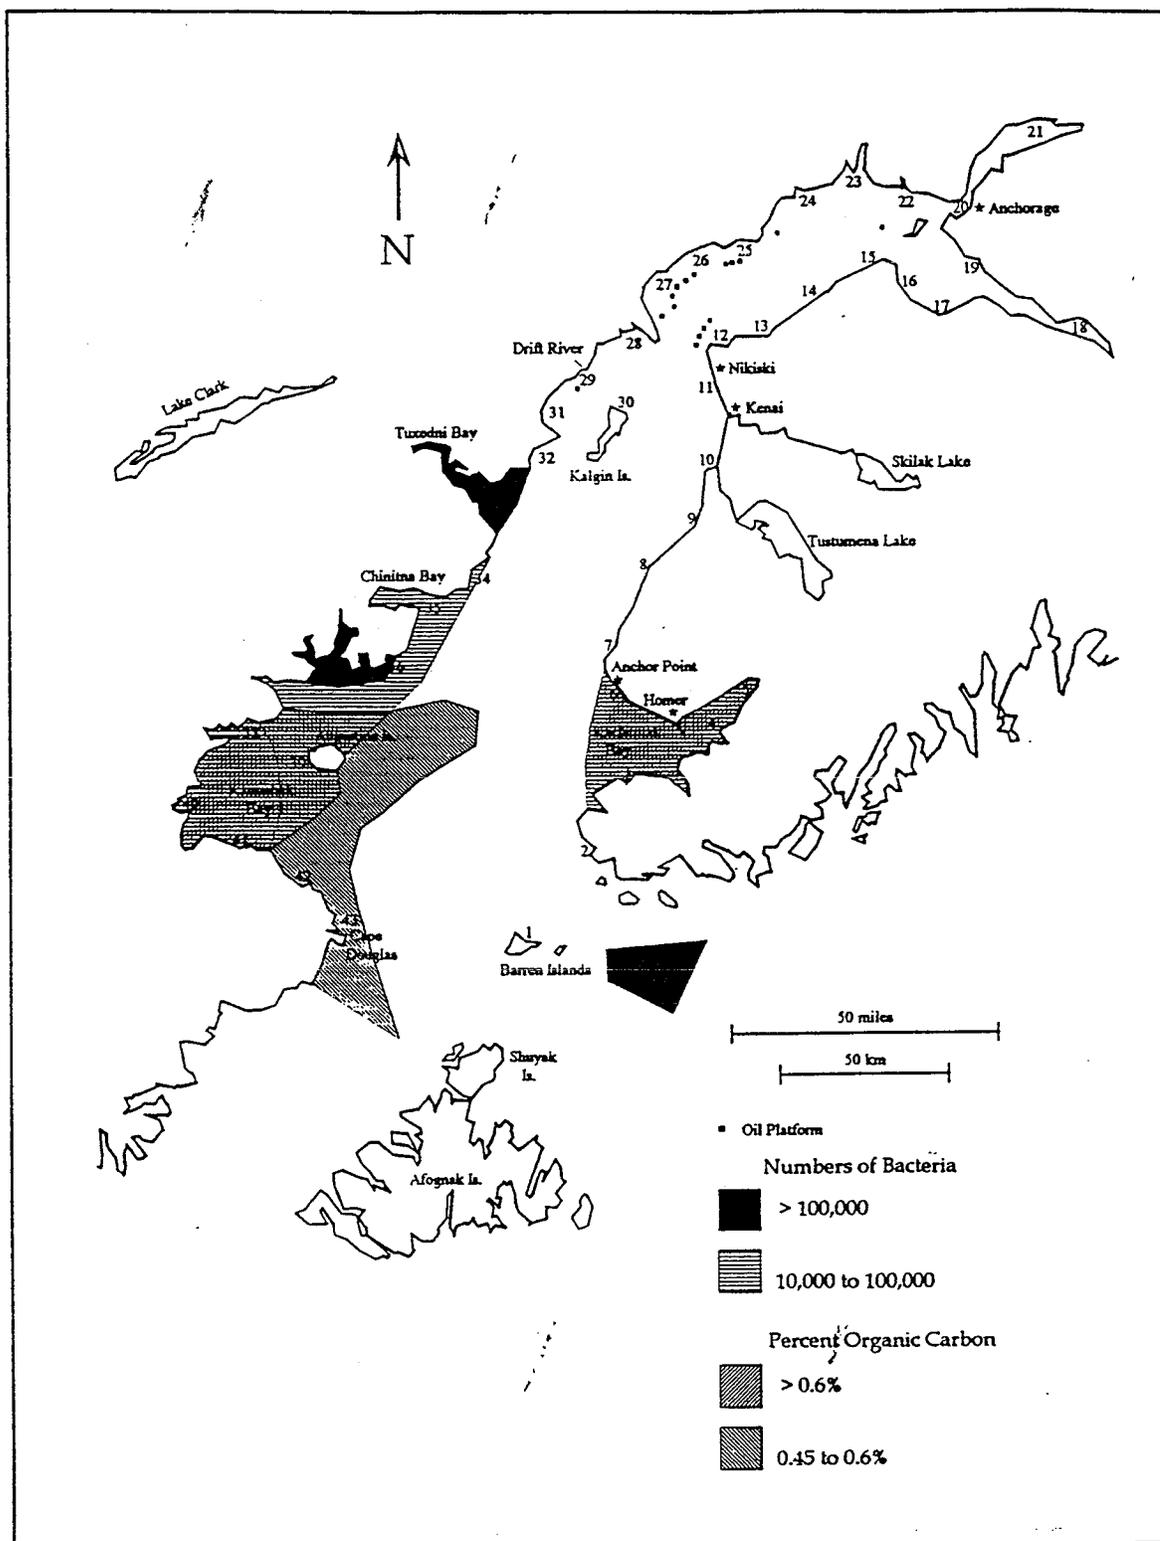 21
23
22
24
20
Anchorage
N
25
26
15
19
27
16
14
17
18
13
12
28
Drift River
Nikiski
29
11
Lake Clark
30
Kenai
31
Tuxedni Bay
32
10
Skilak Lake
Kalgin Is.
9
Tustumena Lake
8
Chinitna Bay
34
7
Anchor Point
Homer
4
2
43
Cape
Douglas
1
Barren Islands
50 miles
50 km
Shuyak
Is.
Oil Platform
Numbers of Bacteria
Afognak Is.
> 100,000
10,000 to 100,000
Percent Organic Carbon
> 0.6%
0.45 to 0.6%